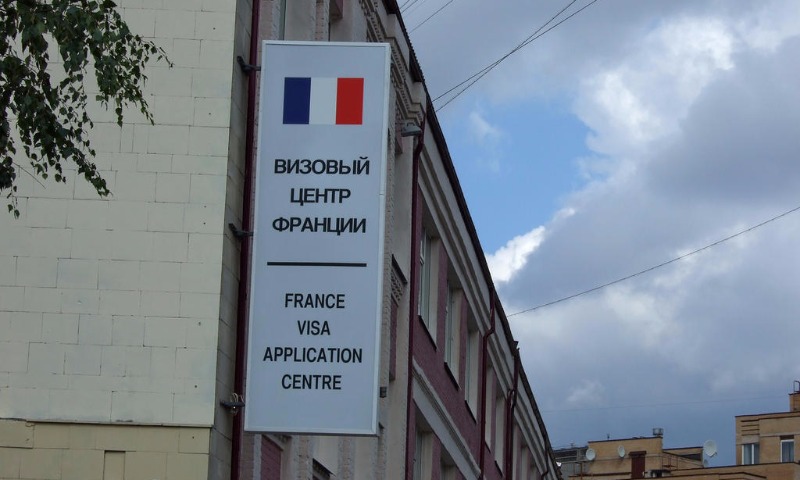 ВИЗОВЫЙ
ЦЕНТР
ФРАНЦИИ
FRANCE
VISA
APPLICATION
CENTRE